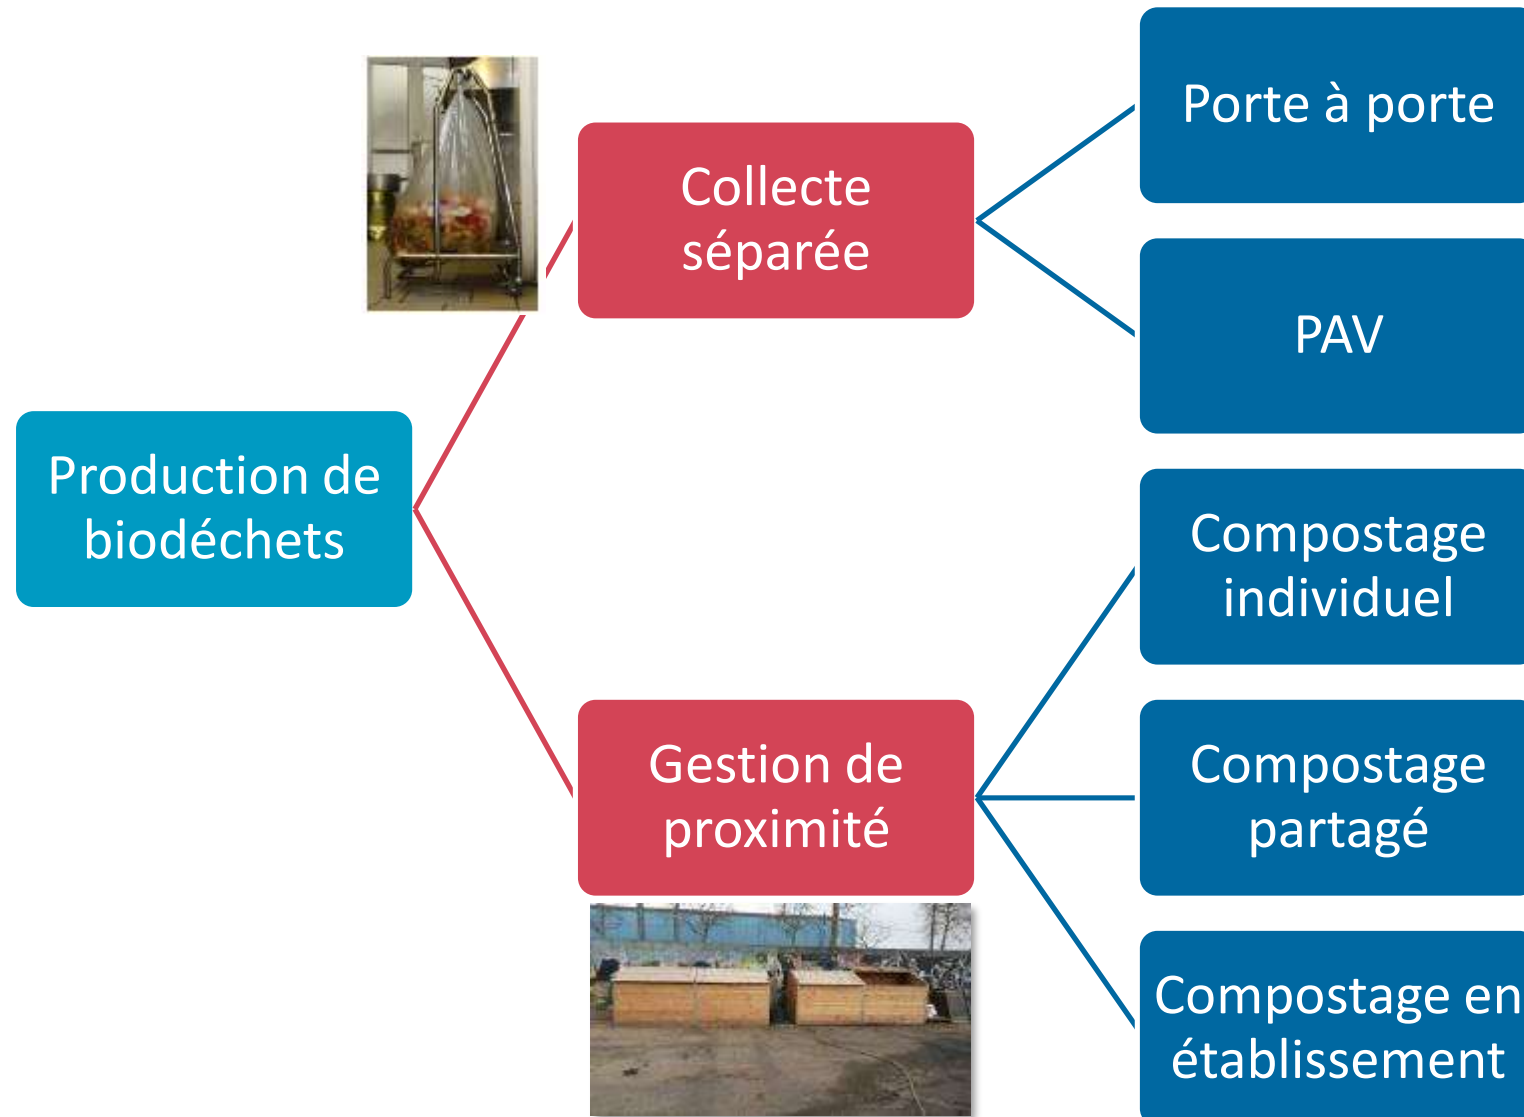 Porte à porte
Collecte
séparée
PAV
Production de
biodéchets
Compostage
individuel
Gestion de
proximité
Compostage
partagé
Compostage en
établissement